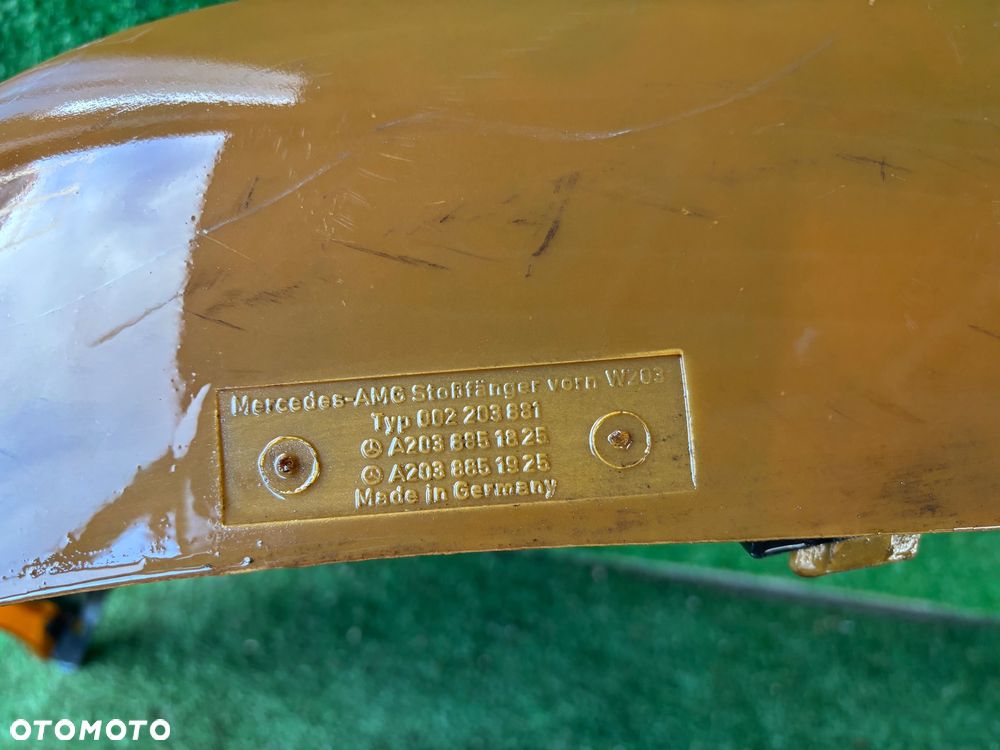 Mercedes-AMG Stoßfänger vorn W203
Typ 002 203 881
A203 885 18 25
A203 885 19 25
Made in Germany
OTOMOTO